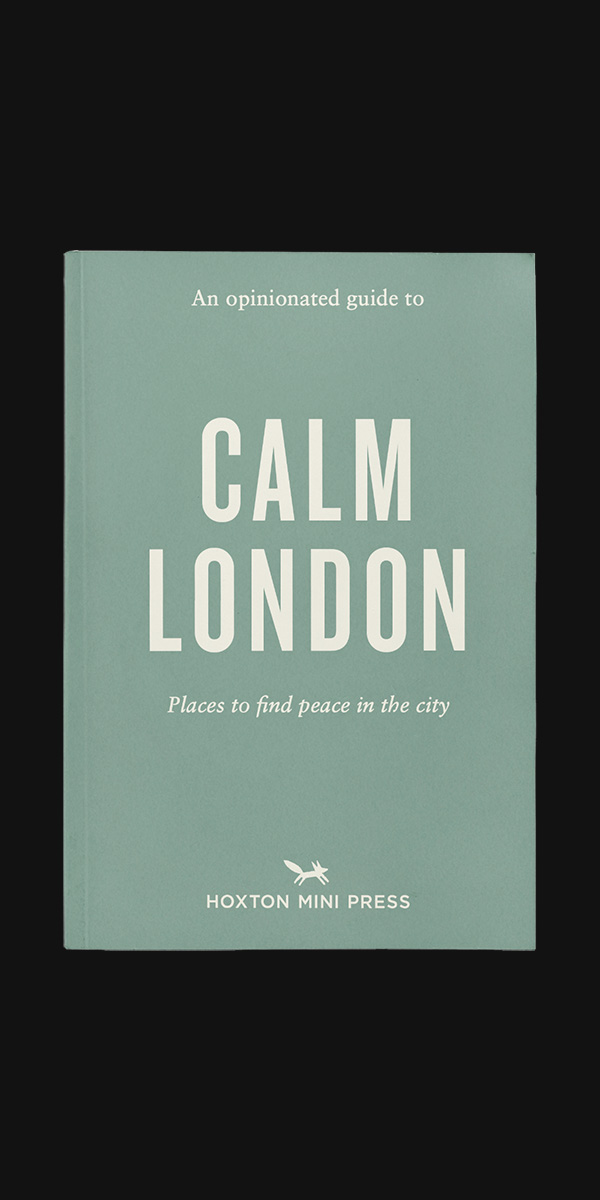 An opinionated guide to
CALM
LONDON
Places to find peace in the city
HOXTON MINI PRESS